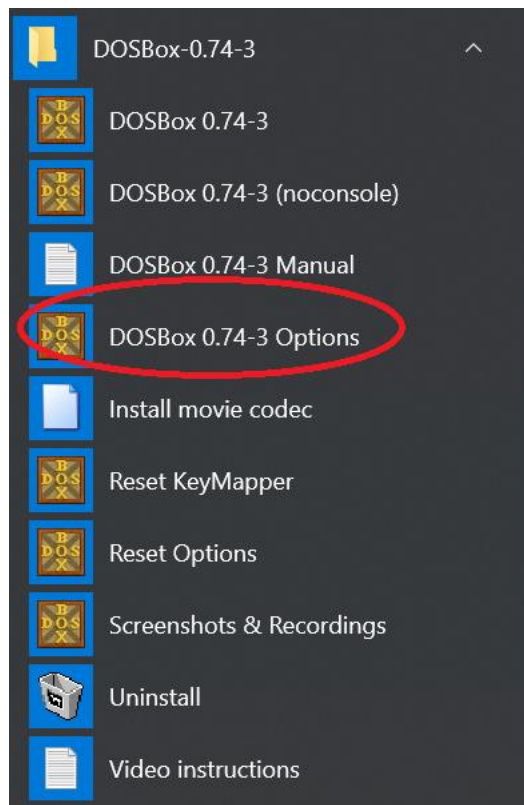 DOSBox-0.74-3
DOSBox 0.74-3
DOSBox 0.74-3 (noconsole)
DOSBox 0.74-3 Manual
DOSBox 0.74-3 Options
Install movie codec
Reset KeyMapper
Reset Options
Screenshots & Recordings
Uninstall
Video instructions